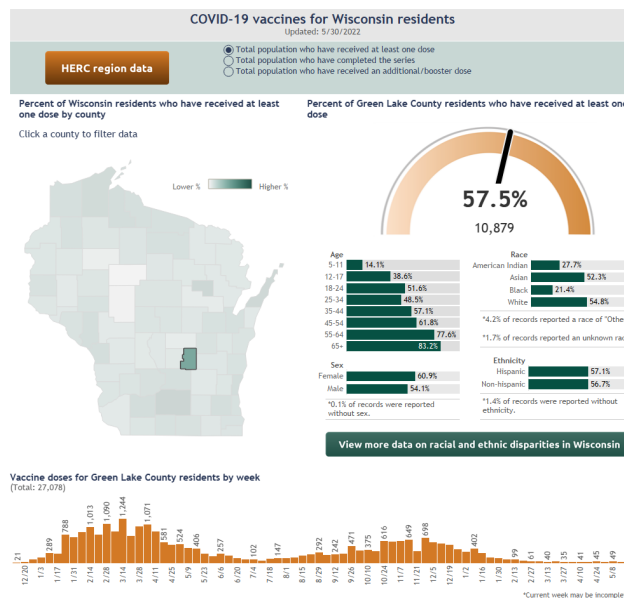 COVID-19 vaccines for Wisconsin residents
Updated: 5/30/2022
HERC region data
Total population who have received at least one dose
Total population who have completed the series
Total population who have received an additional/booster dose
Percent of Wisconsin residents who have received at least
one dose by county
Click a county to filter data
Lower % Higher %
Percent of Green Lake County residents who have received at least one
dose
57.5%
10,879
Age
5-11 14.1%
12-17 38.6%
18-24 51.6%
25-34 48.5%
35-44 57.1%
45-54 61.8%
55-64 77.6%
65+ 83.2%
Sex
Female 60.9%
Male 54.1%
*0.1% of records were reported
without sex.
Race
American Indian 27.7%
Asian 52.3%
Black 21.4%
White 54.8%
*4.2% of records reported a race of "Othe
*1.7% of records reported an unknown rac
Ethnicity
Hispanic 57.1%
Non-hispanic 56.7%
*1.4% of records were reported without
ethnicity.
View more data on racial and ethnic disparities in Wisconsin
Vaccine doses for Green Lake County residents by week
(Total: 27,078)
21 289 788 1,013 1,090 1,244 1,071 581 524 406 257 102 147 292 242 471 375 616 649 698 402 99 61 40 35 41 45 49
12/20 1/3 1/17 1/31 2/14 2/28 3/14 3/28 4/11 4/25 5/9 5/23 6/6 6/20 7/4 7/18 8/1 8/15 8/29 9/12 9/26 10/10 10/24 11/7 11/21 12/5 12/19 1/2 1/16 1/30 2/13 2/27 3/13 3/27 4/10 4/24 5/8
*Current week may be incomple